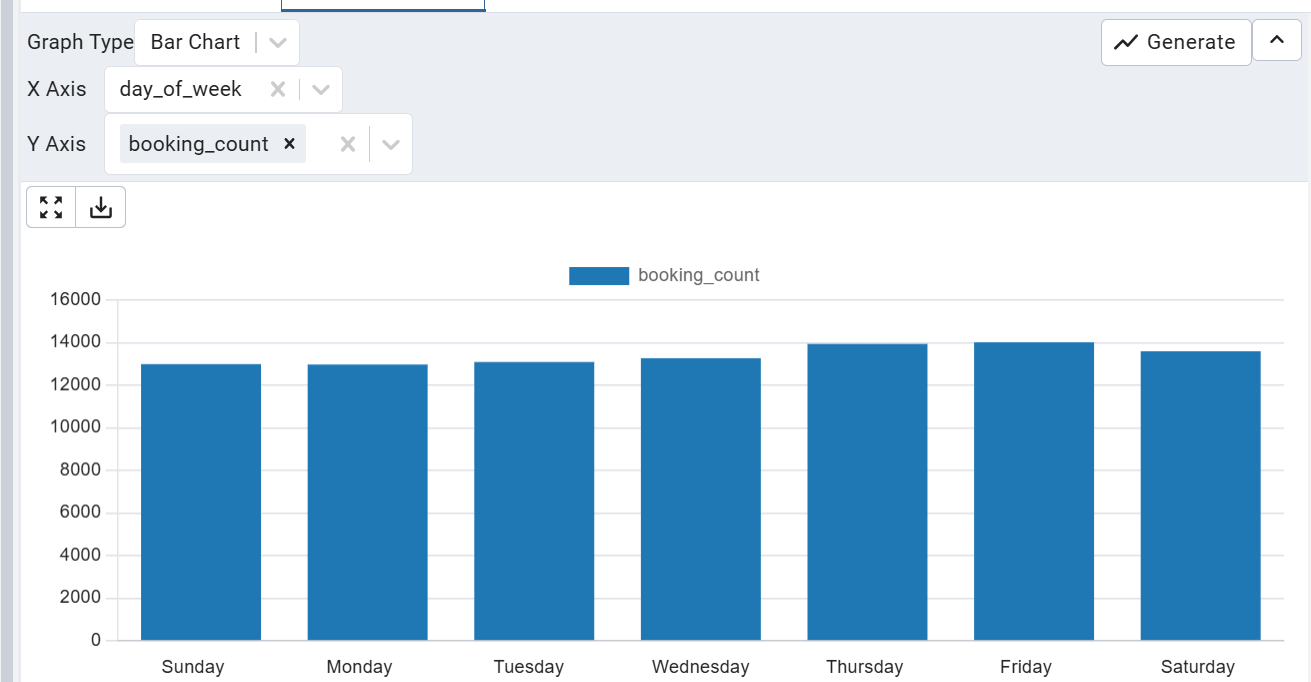 Graph Type Bar Chart Generate
X Axis day_of_week
Y Axis booking_count
booking_count
16000
14000
12000
10000
8000
6000
4000
2000
0
Sunday Monday Tuesday Wednesday Thursday Friday Saturday